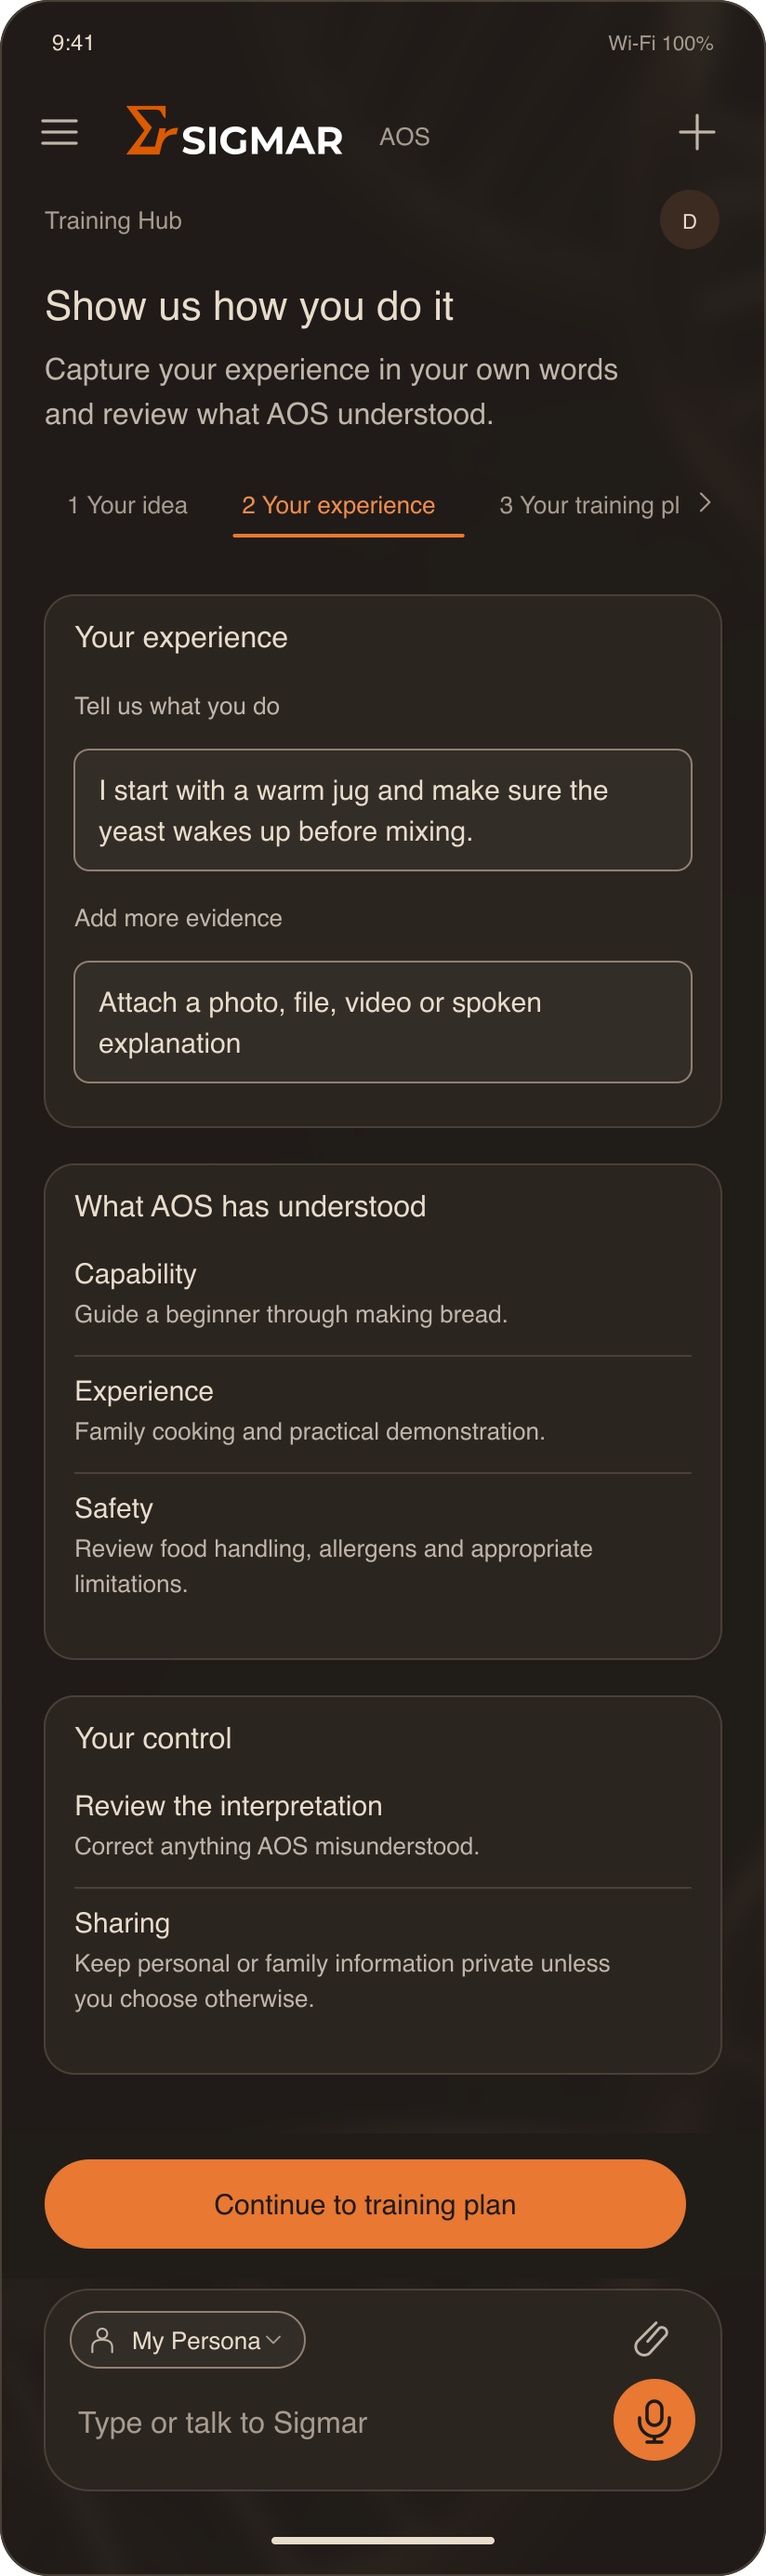 9:41
Wi-Fi 100%
Σr SIGMAR
AOS
Training Hub
D
Show us how you do it
Capture your experience in your own words
and review what AOS understood.
1 Your idea
2 Your experience
3 Your training pl
Your experience
Tell us what you do
I start with a warm jug and make sure the
yeast wakes up before mixing.
Add more evidence
Attach a photo, file, video or spoken
explanation
What AOS has understood
Capability
Guide a beginner through making bread.
Experience
Family cooking and practical demonstration.
Safety
Review food handling, allergens and appropriate
limitations.
Your control
Review the interpretation
Correct anything AOS misunderstood.
Sharing
Keep personal or family information private unless
you choose otherwise.
Continue to training plan
My Persona
Type or talk to Sigmar